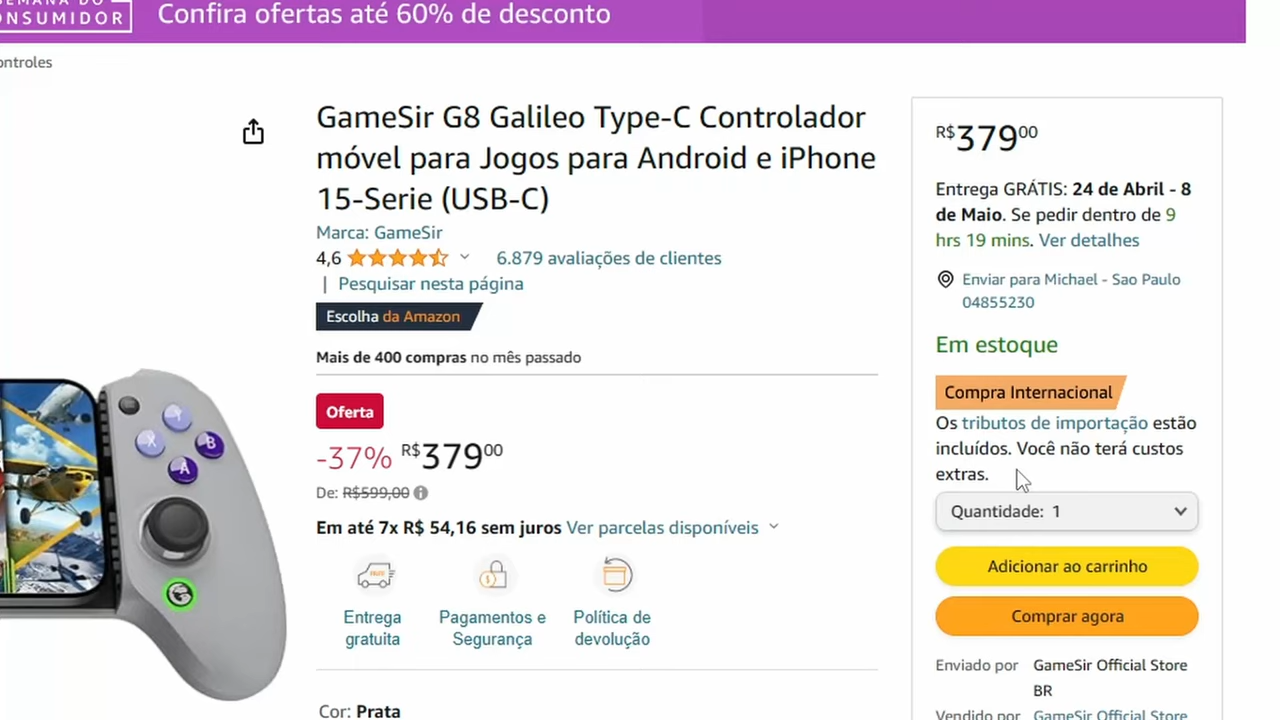 SEMANA DO
CONSUMIDOR
Confira ofertas até 60% de desconto
ontroles
GameSir G8 Galileo Type-C Controlador
móvel para Jogos para Android e iPhone
15-Serie (USB-C)
Marca: GameSir
4,6
6.879 avaliações de clientes
| Pesquisar nesta página
Escolha da Amazon
Mais de 400 compras no mês passado
Oferta
-37% R$37900
De: R$599,00
Em até 7x R$ 54,16 sem juros Ver parcelas disponíveis
Entrega
gratuita
Pagamentos e
Segurança
Política de
devolução
Cor: Prata
Y
X
B
A
R$37900
Entrega GRÁTIS: 24 de Abril - 8
de Maio. Se pedir dentro de 9
hrs 19 mins. Ver detalhes
Enviar para Michael - Sao Paulo
04855230
Em estoque
Compra Internacional
Os tributos de importação estão
incluídos. Você não terá custos
extras.
Quantidade: 1
Adicionar ao carrinho
Comprar agora
Enviado por GameSir Official Store
BR
Vendido por GameSir Official Store